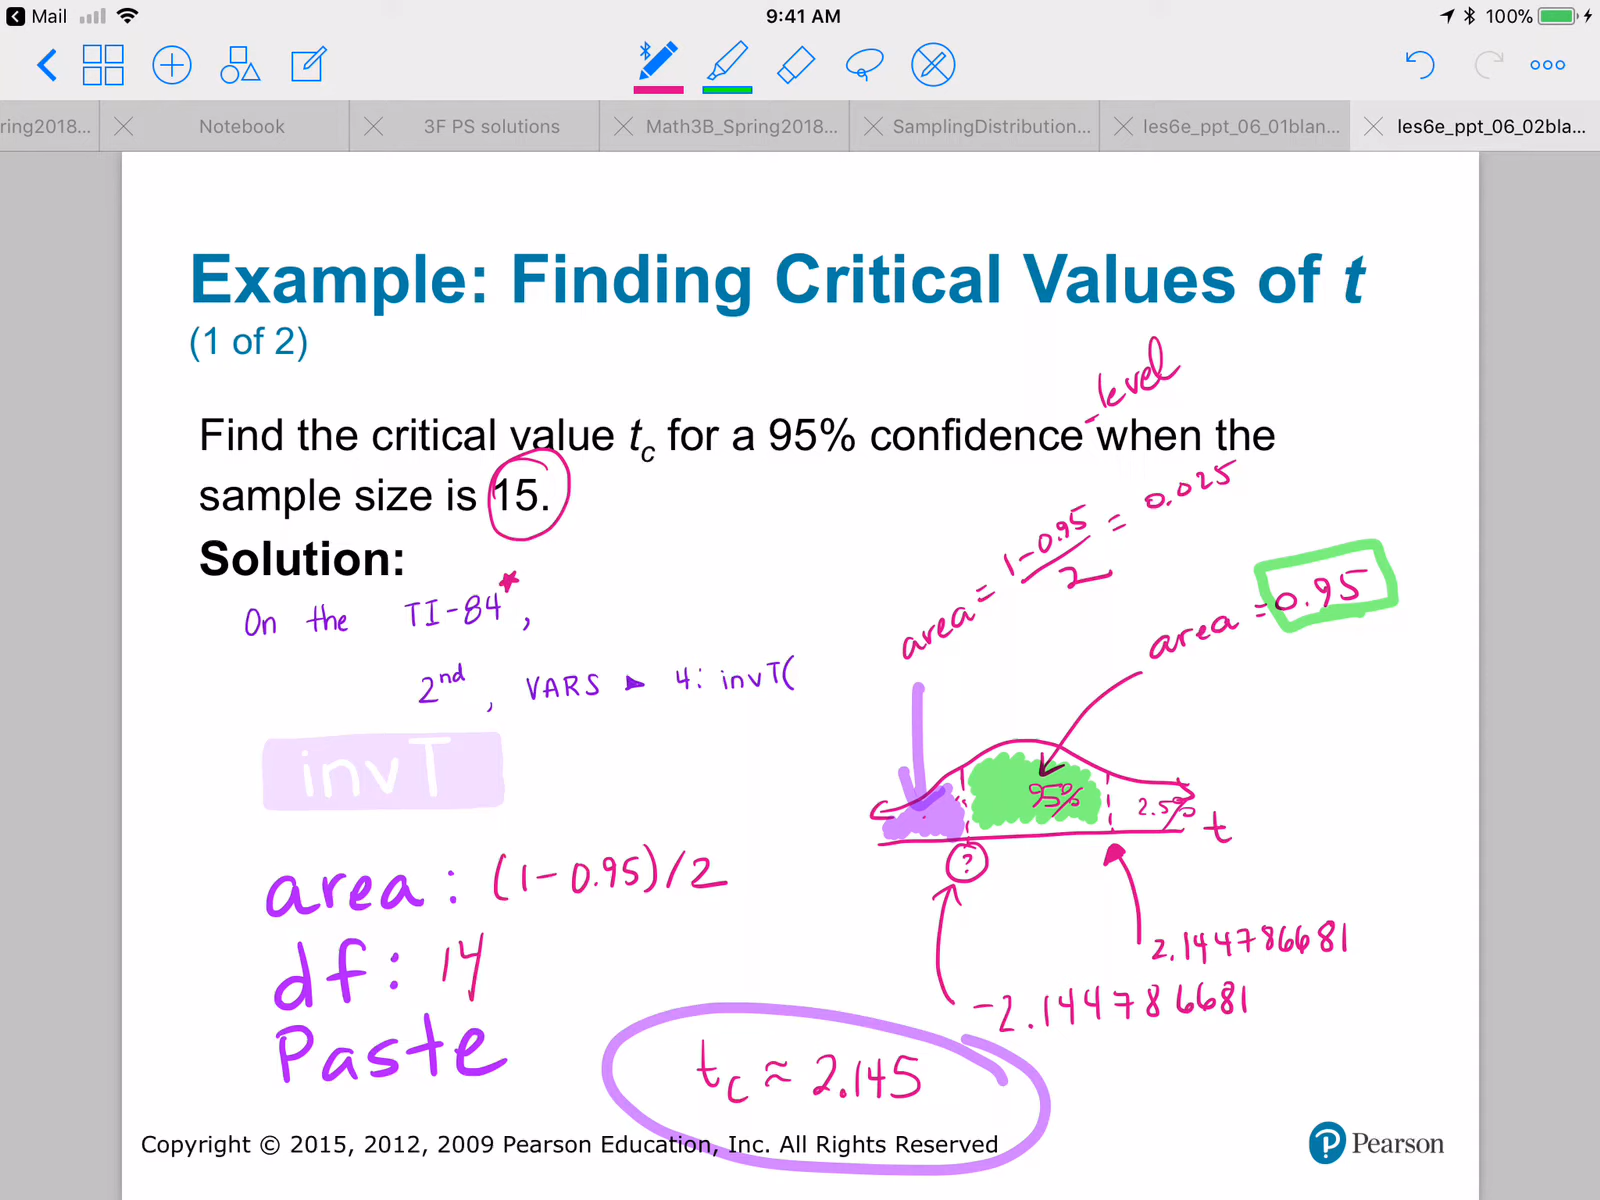 Mail
9:41 AM
100%
ring2018...
Notebook
3F PS solutions
Math3B_Spring2018...
SamplingDistribution...
les6e_ppt_06_01blan...
les6e_ppt_06_02bla...
Example: Finding Critical Values of t
(1 of 2)
level
Find the critical value tc for a 95% confidence when the
sample size is 15.
Solution:
area = 1-0.95 / 2 = 0.025
area = 0.95
On the TI-84*,
2nd, VARS ▸ 4: invT(
invT
95%
2.5%
t
?
area: (1-0.95)/2
df: 14
Paste
2.144786681
-2.144786681
tc ≈ 2.145
Copyright © 2015, 2012, 2009 Pearson Education, Inc. All Rights Reserved
P Pearson